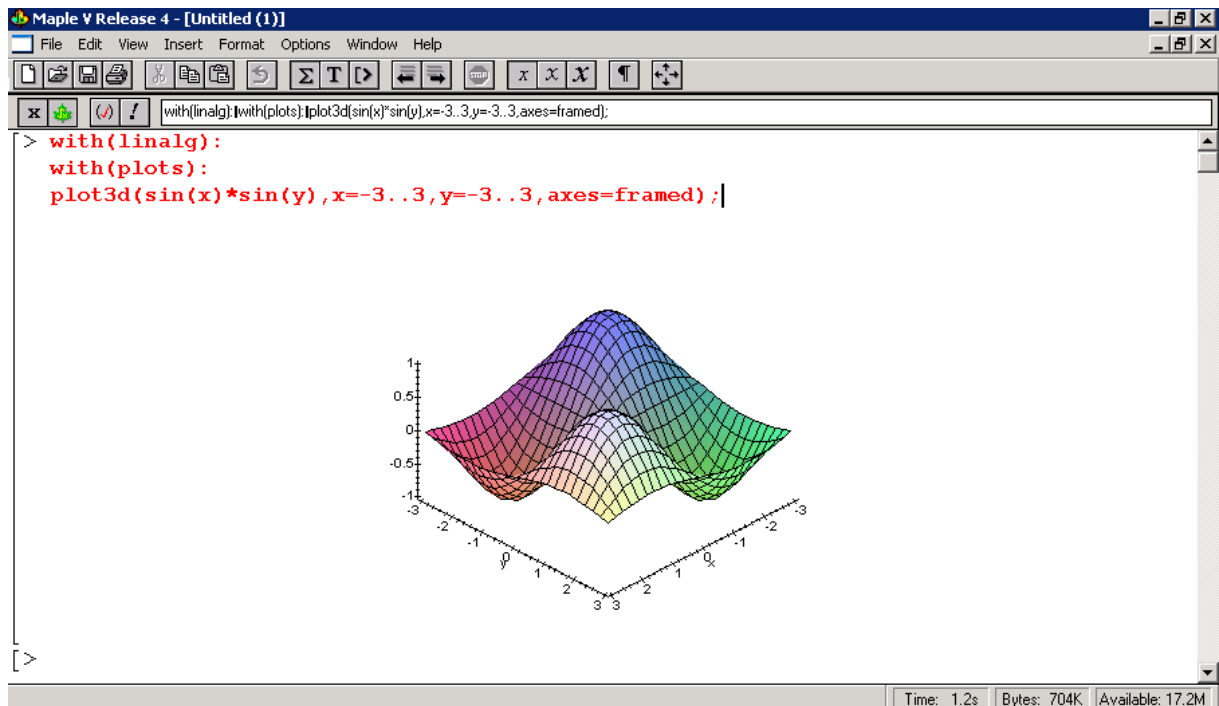 Maple V Release 4 - [Untitled (1)]
File Edit View Insert Format Options Window Help
Σ T [> STOP x x x ¶
x (√) ! with(linalg):with(plots):plot3d(sin(x)*sin(y),x=-3..3,y=-3..3,axes=framed);
[> with(linalg):
with(plots):
plot3d(sin(x)*sin(y),x=-3..3,y=-3..3,axes=framed);
1
0.5
0
-0.5
-1
-3 -3
-2 -2
-1 -1
0 0
y x
1 1
2 2
3 3
[>
Time: 1.2s Bytes: 704K Available: 17.2M